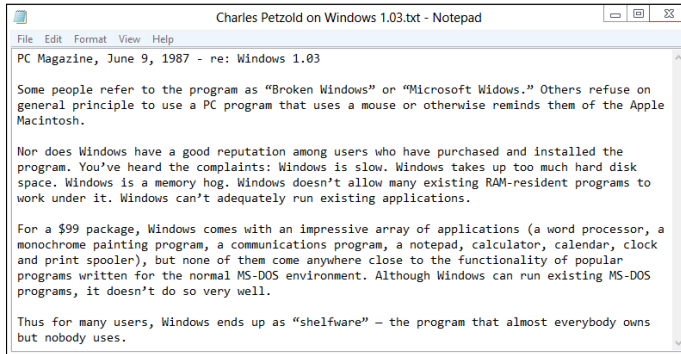 Charles Petzold on Windows 1.03.txt - Notepad
File Edit Format View Help
PC Magazine, June 9, 1987 - re: Windows 1.03
Some people refer to the program as “Broken Windows” or “Microsoft Widows.” Others refuse on
general principle to use a PC program that uses a mouse or otherwise reminds them of the Apple
Macintosh.
Nor does Windows have a good reputation among users who have purchased and installed the
program. You’ve heard the complaints: Windows is slow. Windows takes up too much hard disk
space. Windows is a memory hog. Windows doesn’t allow many existing RAM-resident programs to
work under it. Windows can’t adequately run existing applications.
For a $99 package, Windows comes with an impressive array of applications (a word processor, a
monochrome painting program, a communications program, a notepad, calculator, calendar, clock
and print spooler), but none of them come anywhere close to the functionality of popular
programs written for the normal MS-DOS environment. Although Windows can run existing MS-DOS
programs, it doesn’t do so very well.
Thus for many users, Windows ends up as “shelfware” – the program that almost everybody owns
but nobody uses.